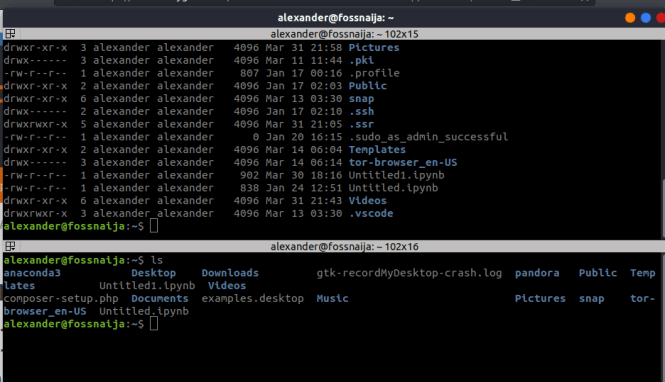 alexander@fossnaija: ~
alexander@fossnaija: ~ 102x15
drwxr-xr-x  3 alexander alexander   4096 Mar 31 21:58 Pictures
drwx------  3 alexander alexander   4096 Mar 11 11:44 .pki
-rw-r--r--  1 alexander alexander    807 Jan 17 00:16 .profile
drwxr-xr-x  2 alexander alexander   4096 Jan 17 02:03 Public
drwxr-xr-x  6 alexander alexander   4096 Mar 13 03:30 snap
drwx------  2 alexander alexander   4096 Jan 17 02:10 .ssh
drwxrwxr-x  5 alexander alexander   4096 Mar 31 21:05 .ssr
-rw-r--r--  1 alexander alexander      0 Jan 20 16:15 .sudo_as_admin_successful
drwxr-xr-x  2 alexander alexander   4096 Mar 14 06:04 Templates
drwx------  3 alexander alexander   4096 Mar 14 06:14 tor-browser_en-US
-rw-r--r--  1 alexander alexander    902 Mar 30 18:16 Untitled1.ipynb
-rw-r--r--  1 alexander alexander    838 Jan 24 12:51 Untitled.ipynb
drwxr-xr-x  6 alexander alexander   4096 Mar 31 21:43 Videos
drwxrwxr-x  3 alexander alexander   4096 Mar 13 03:30 .vscode
alexander@fossnaija:~$
alexander@fossnaija: ~ 102x16
alexander@fossnaija:~$ ls
anaconda3           Desktop    Downloads         gtk-recordMyDesktop-crash.log  pandora   Public  Temp
lates          Untitled1.ipynb  Videos
composer-setup.php  Documents  examples.desktop  Music                          Pictures  snap    tor-
browser_en-US  Untitled.ipynb
alexander@fossnaija:~$